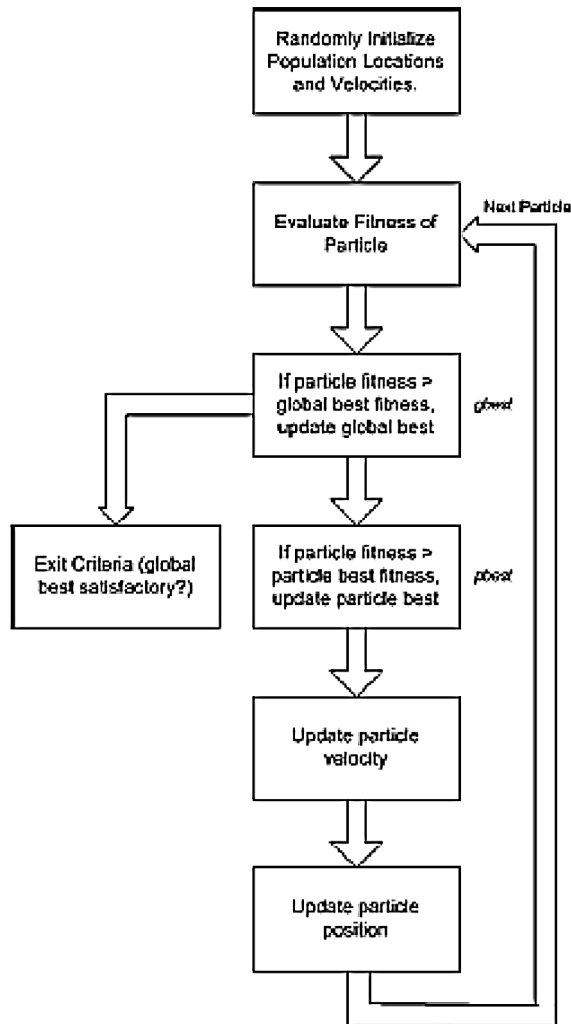 Randomly Initialize
Population Locations
and Velocities.
Next Particle
Evaluate Fitness of
Particle
If particle fitness >
global best fitness,
update global best
gbest
Exit Criteria (global
best satisfactory?)
If particle fitness >
particle best fitness,
update particle best
pbest
Update particle
velocity
Update particle
position